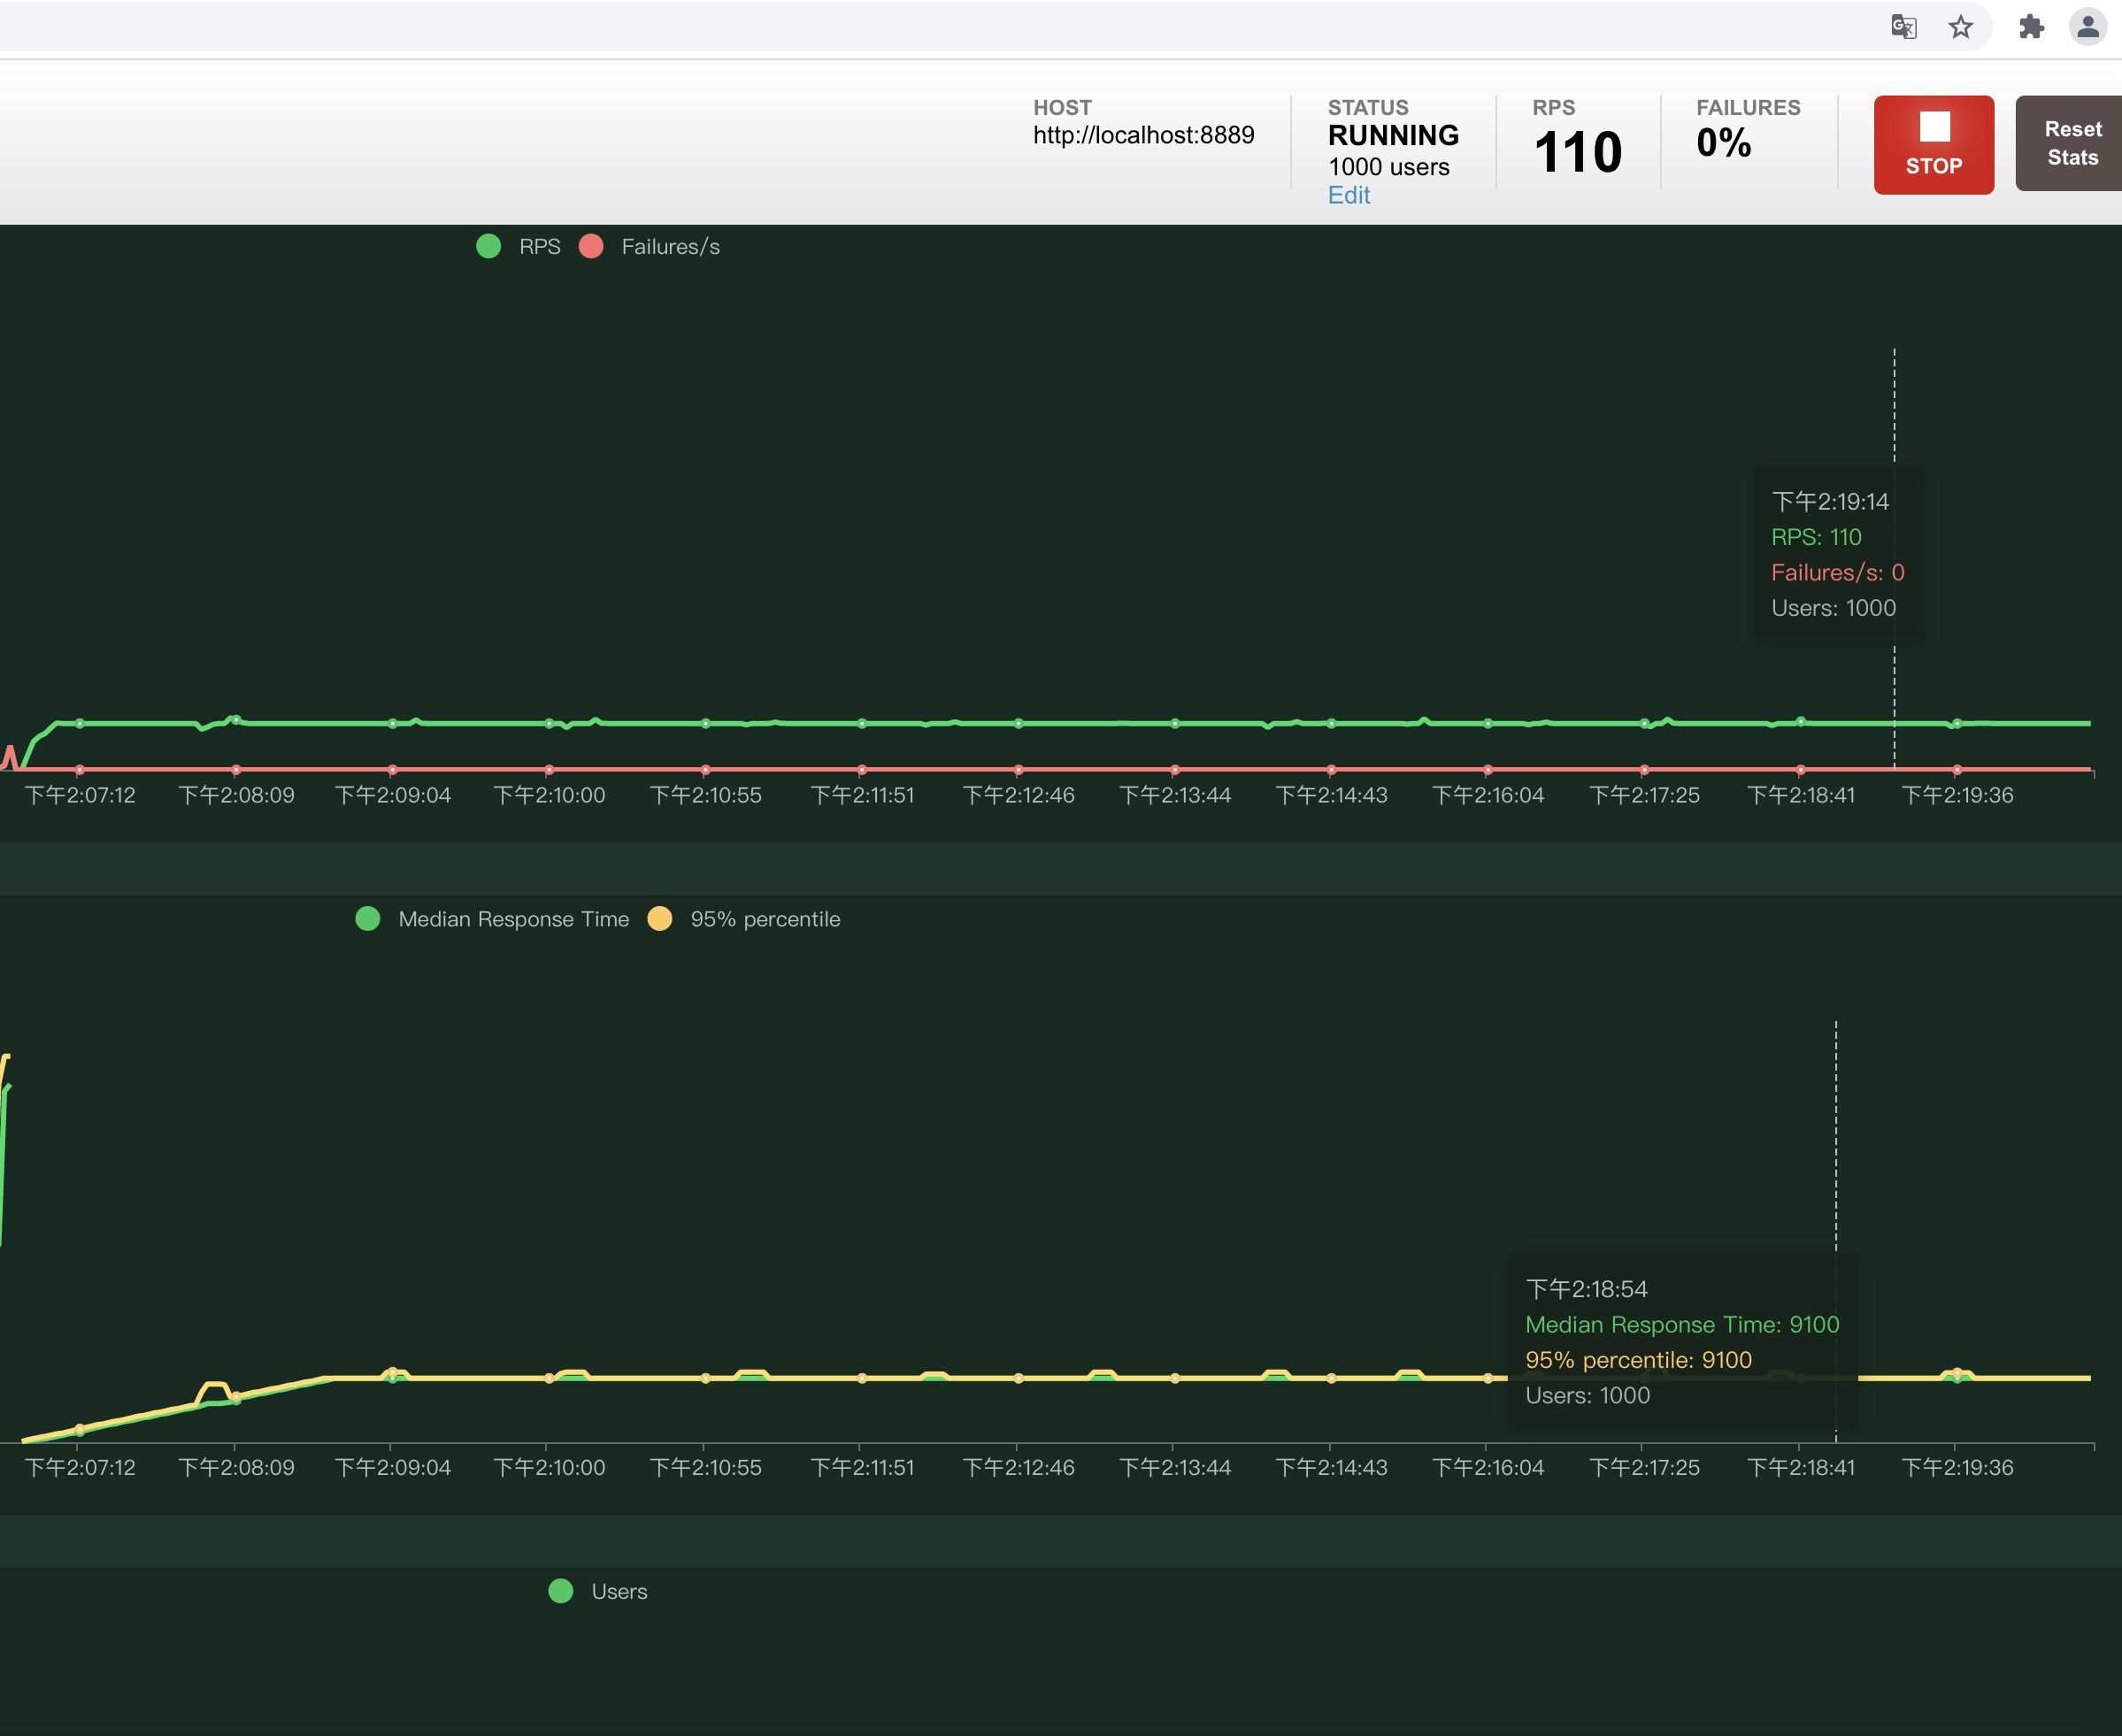 HOST
http://localhost:8889
STATUS
RUNNING
1000 users
Edit
RPS
110
FAILURES
0%
STOP
Reset
Stats
RPS Failures/s
下午2:19:14
RPS: 110
Failures/s: 0
Users: 1000
下午2:07:12 下午2:08:09 下午2:09:04 下午2:10:00 下午2:10:55 下午2:11:51 下午2:12:46 下午2:13:44 下午2:14:43 下午2:16:04 下午2:17:25 下午2:18:41 下午2:19:36
Median Response Time 95% percentile
下午2:18:54
Median Response Time: 9100
95% percentile: 9100
Users: 1000
下午2:07:12 下午2:08:09 下午2:09:04 下午2:10:00 下午2:10:55 下午2:11:51 下午2:12:46 下午2:13:44 下午2:14:43 下午2:16:04 下午2:17:25 下午2:18:41 下午2:19:36
Users